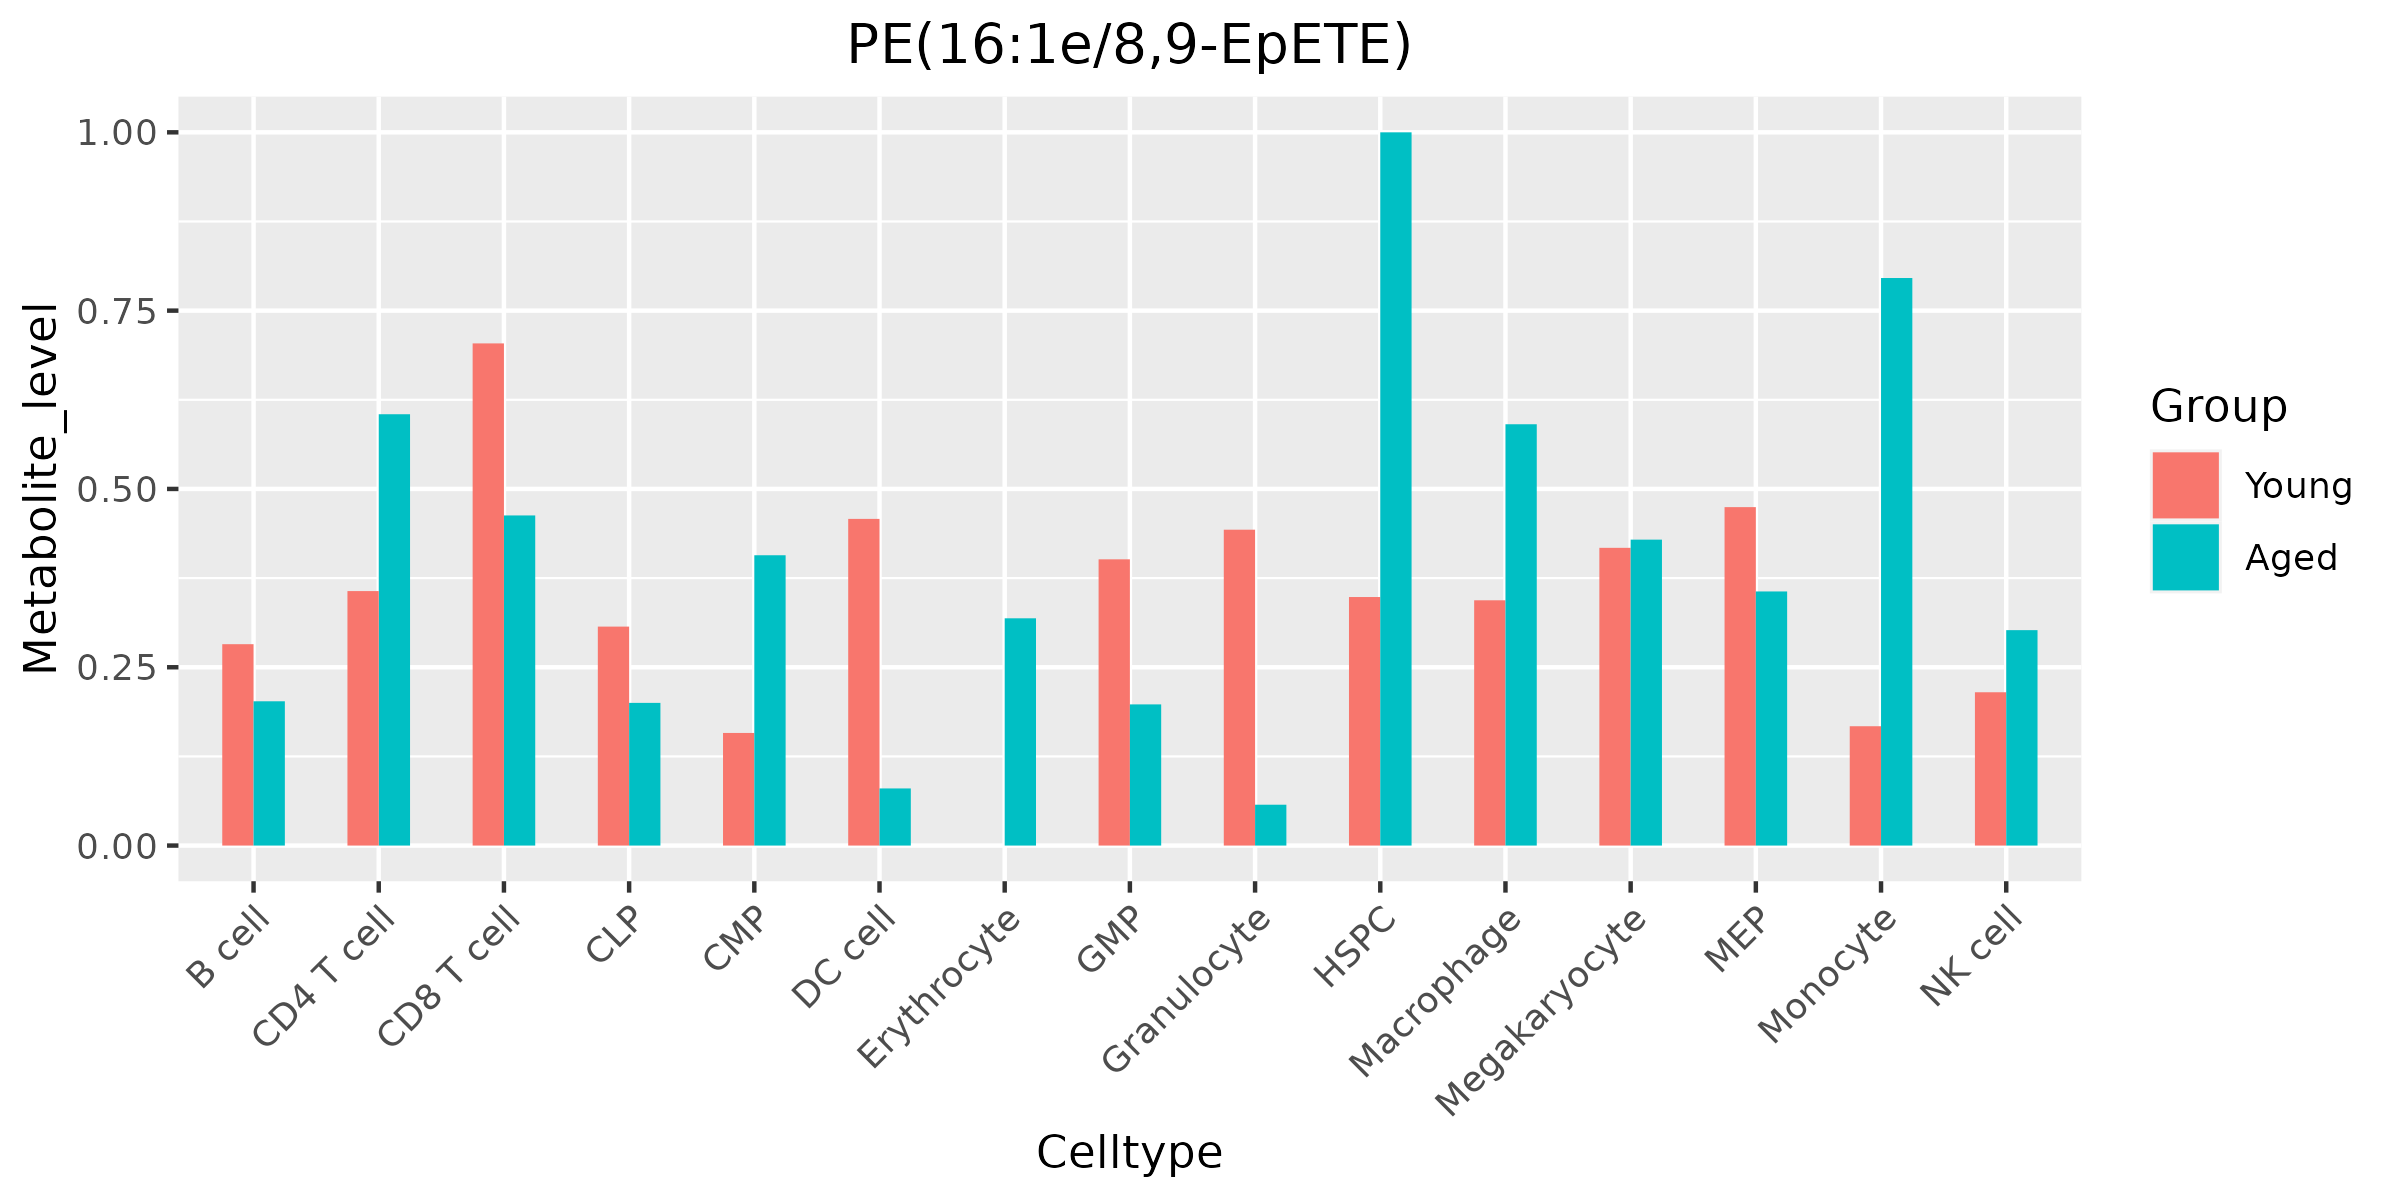 PE(16:1e/8,9-EpETE)
Metabolite_level
1.00
0.75
0.50
0.25
0.00
B cell
CD4 T cell
CD8 T cell
CLP
CMP
DC cell
Erythrocyte
GMP
Granulocyte
HSPC
Macrophage
Megakaryocyte
MEP
Monocyte
NK cell
Celltype
Group
Young
Aged